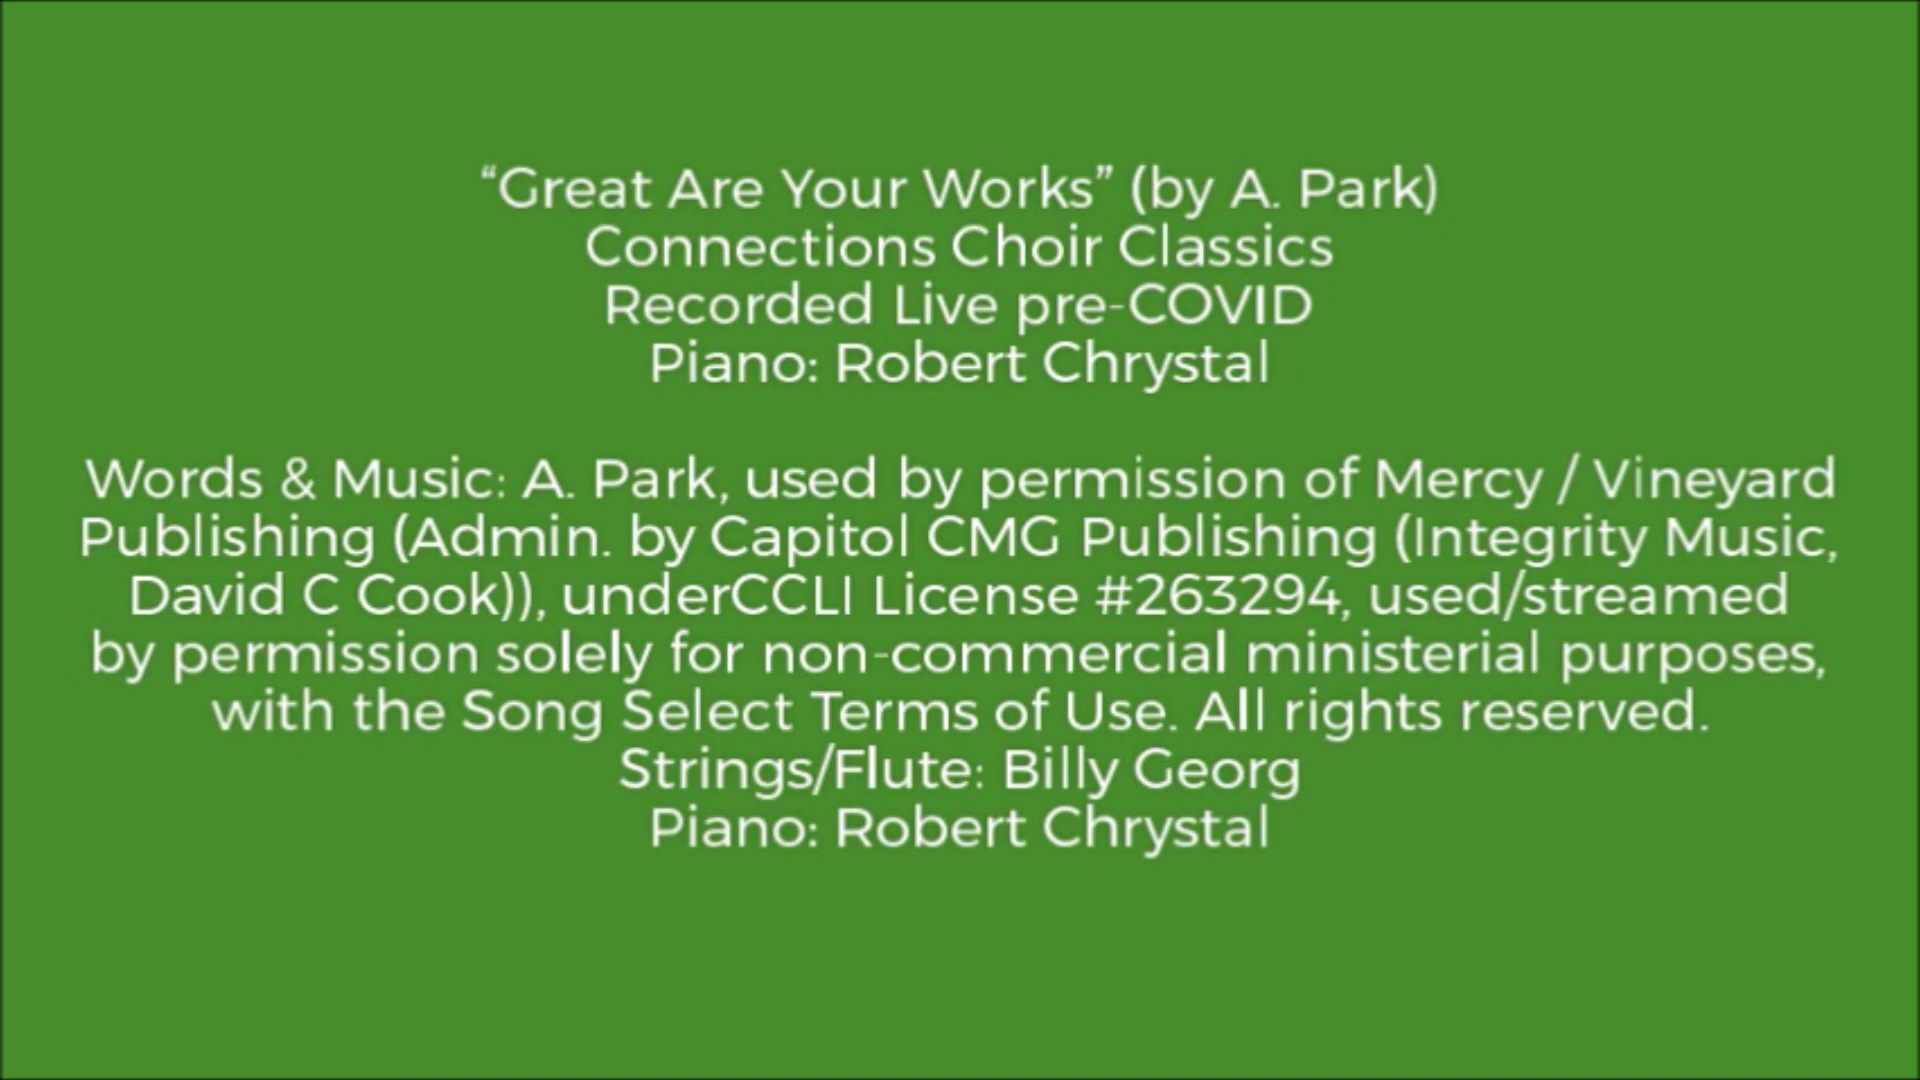 “Great Are Your Works” (by A. Park)
Connections Choir Classics
Recorded Live pre-COVID
Piano: Robert Chrystal
Words & Music: A. Park, used by permission of Mercy / Vineyard
Publishing (Admin. by Capitol CMG Publishing (Integrity Music,
David C Cook)), underCCLI License #263294, used/streamed
by permission solely for non-commercial ministerial purposes,
with the Song Select Terms of Use. All rights reserved.
Strings/Flute: Billy Georg
Piano: Robert Chrystal